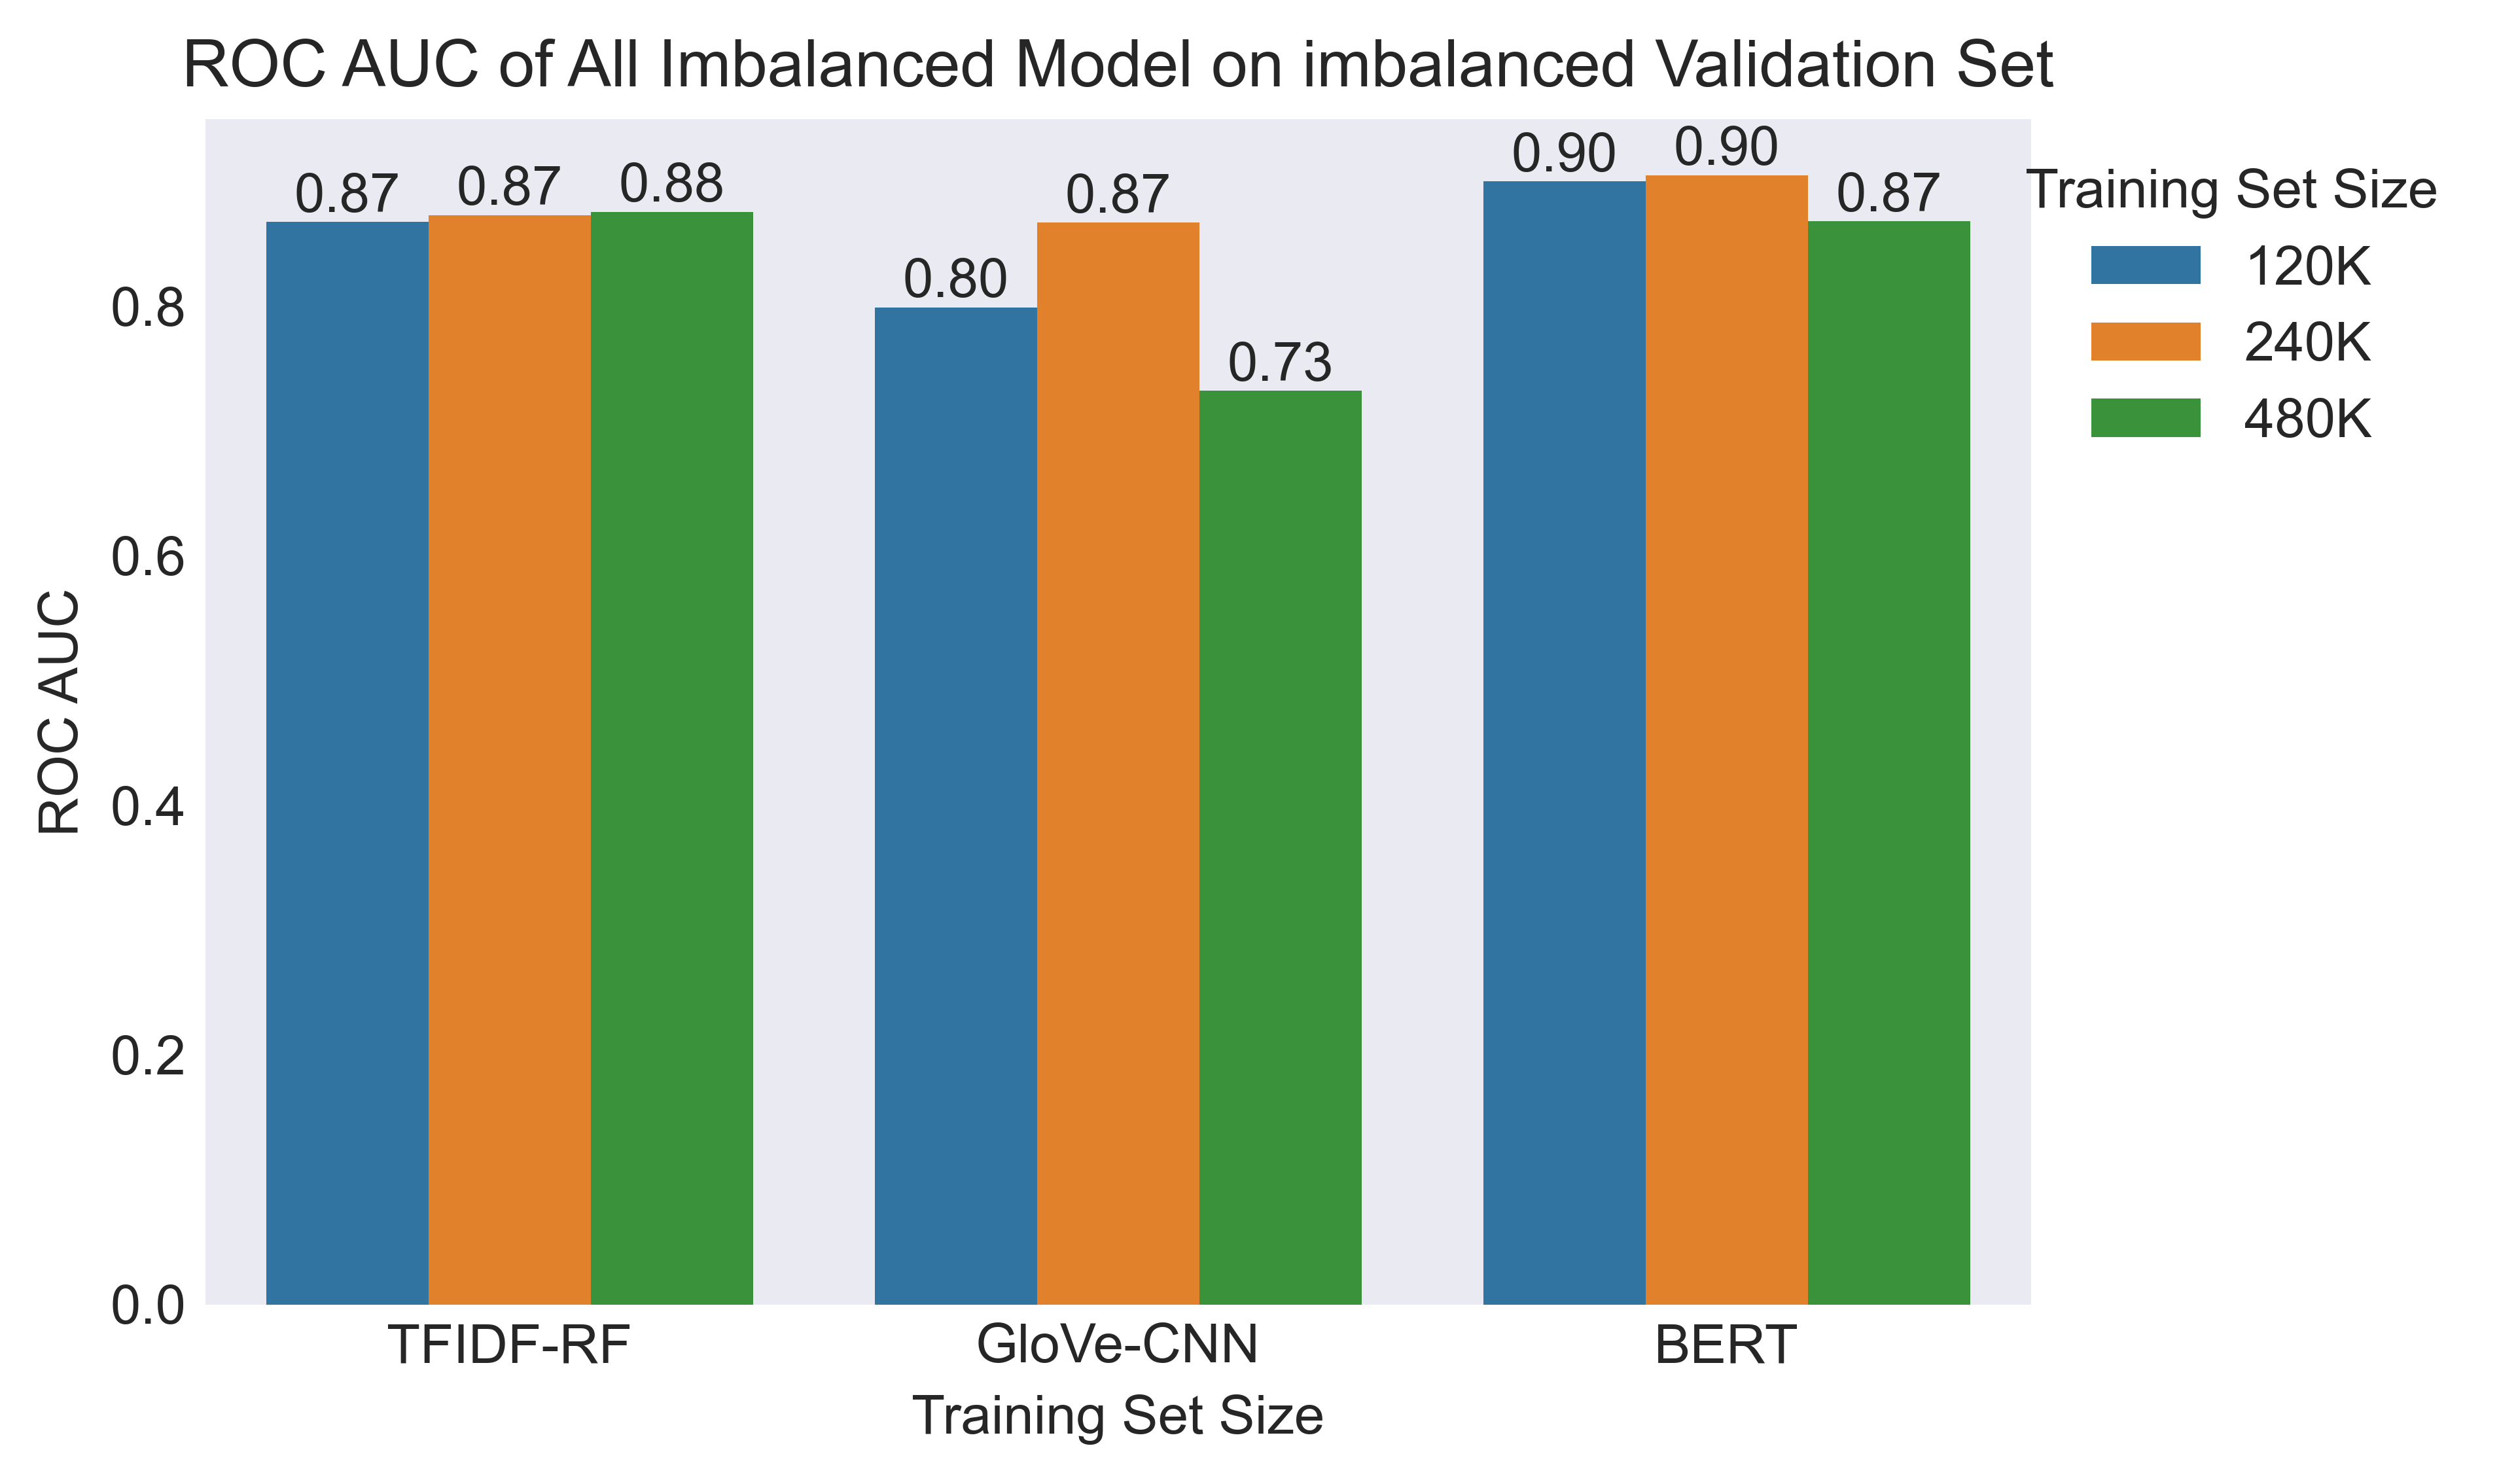 ROC AUC of All Imbalanced Model on imbalanced Validation Set
0.87
0.87
0.88
0.80
0.87
0.73
0.90
0.90
0.87
Training Set Size
120K
240K
480K
ROC AUC
0.8
0.6
0.4
0.2
0.0
TFIDF-RF
GloVe-CNN
BERT
Training Set Size